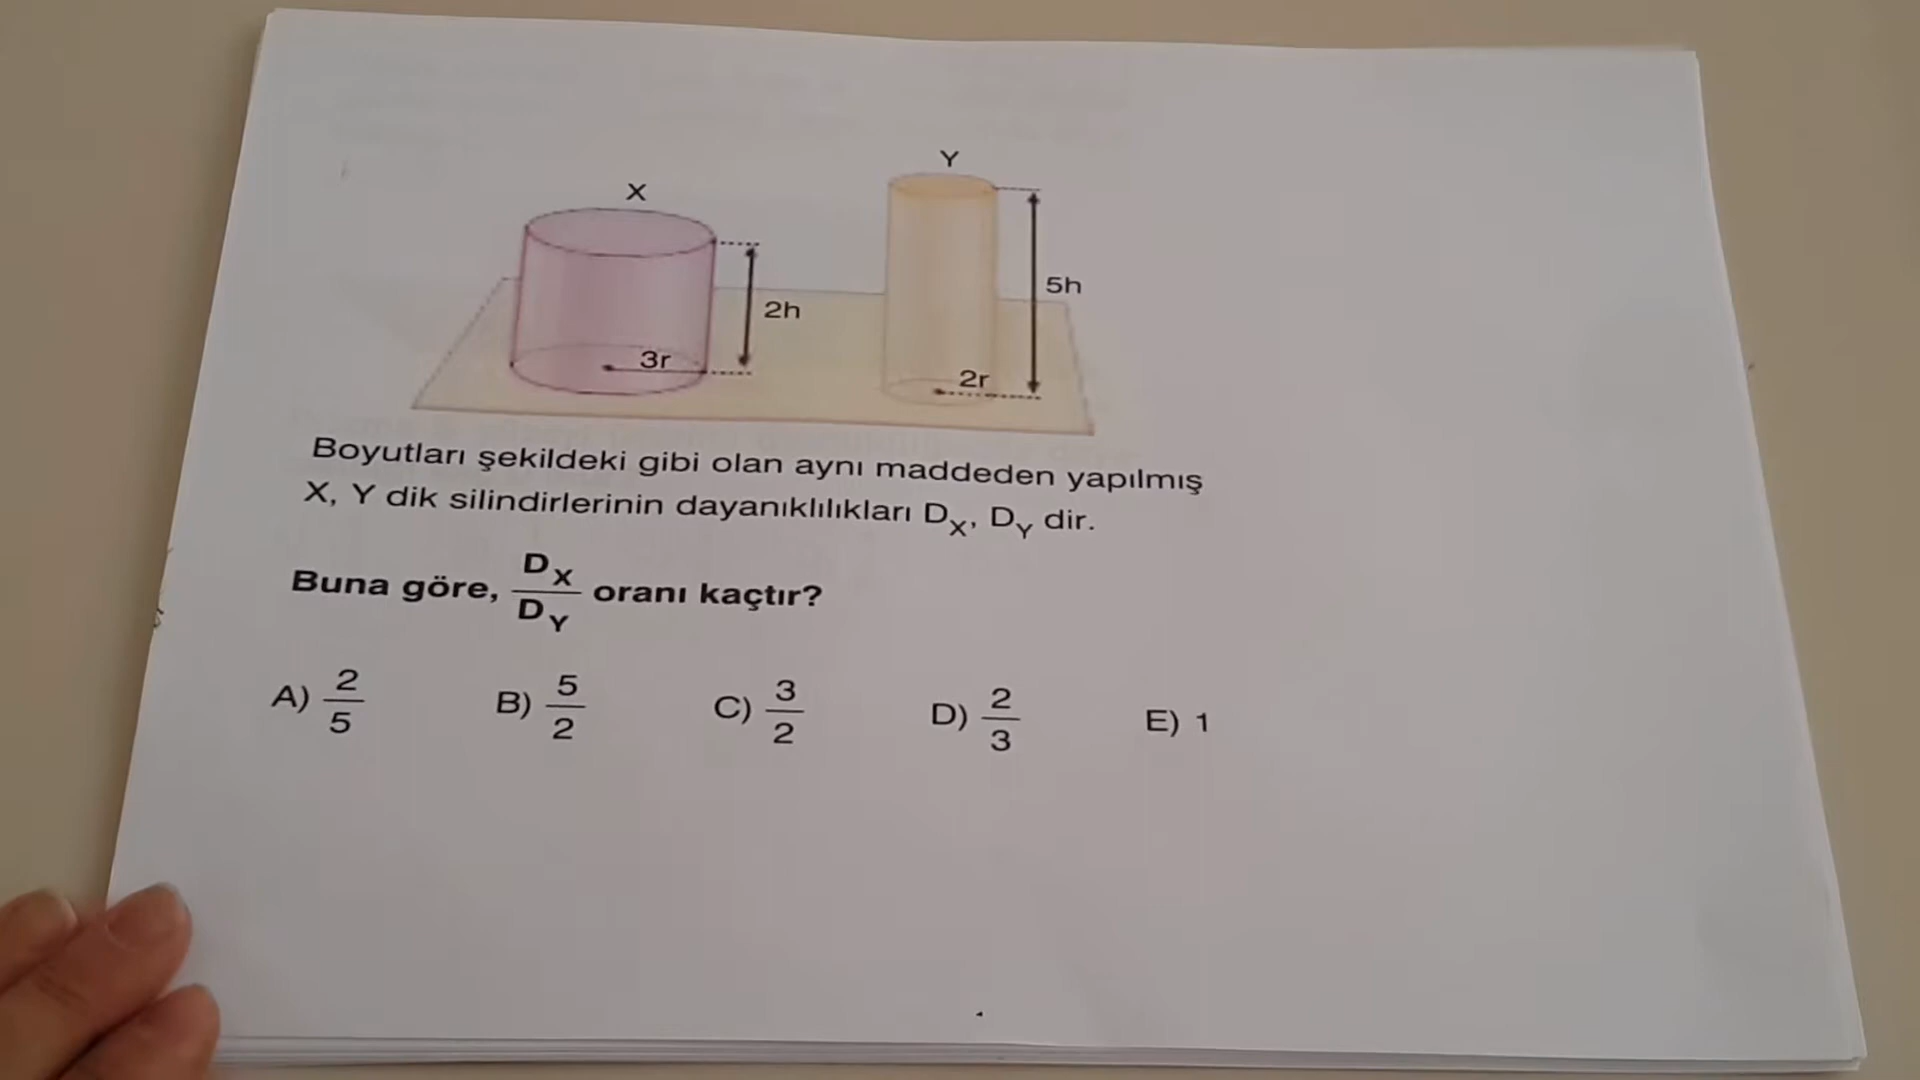 X
Y
2h
5h
3r
2r
Boyutları şekildeki gibi olan aynı maddeden yapılmış
X, Y dik silindirlerinin dayanıklılıkları D_X, D_Y dir.
Buna göre, D_X/D_Y oranı kaçtır?
A) 2/5 B) 5/2 C) 3/2 D) 2/3 E) 1